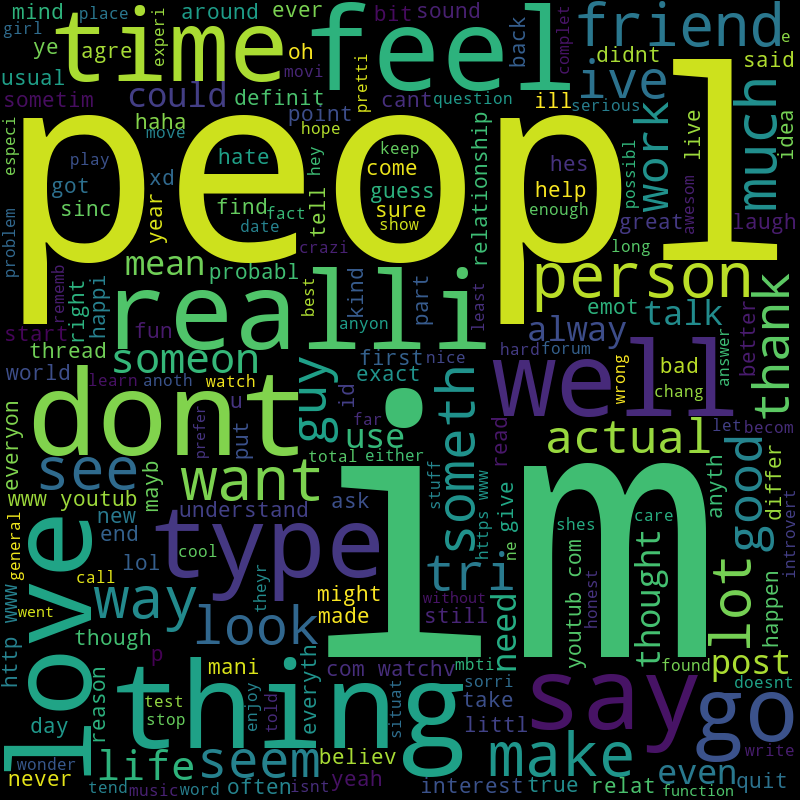 mind place around ever bit sound complet
girl time feel friend e
ye agre experi oh back didnt said
usual movi pretti ive
sometim could definit point cant question ill serious much
especi haha hope work idea
people
peopl
move hey keep hes possibl live
play hate come
got xd guess help
sinc find fact tell sure relationship enough great awesom laugh
year date show
problem crazi long
mean probabl person
rememb realli best kind part least emot talk thank
start right happi fun anyon alway better
thread someon first nice hard forum answer
world learn anoth watch guy exact well wrong bad
dont u id far chang
prefer put use read actual let becom
everyon see want total either someth
mayb stuff anyth good differ
www youtub understand ask https www im
new general end type cool lol ne give shes care introvert
love call theyr tri without honest
http www went way look might need youtub com thought lot happen
though made still
p mani com watchv mbti found post doesnt
thing everyth sorri say go
reason test enjoy told situat take
day stop littl write
wonder life seem believ make even quit
never tend music word often isnt yeah interest true relat function